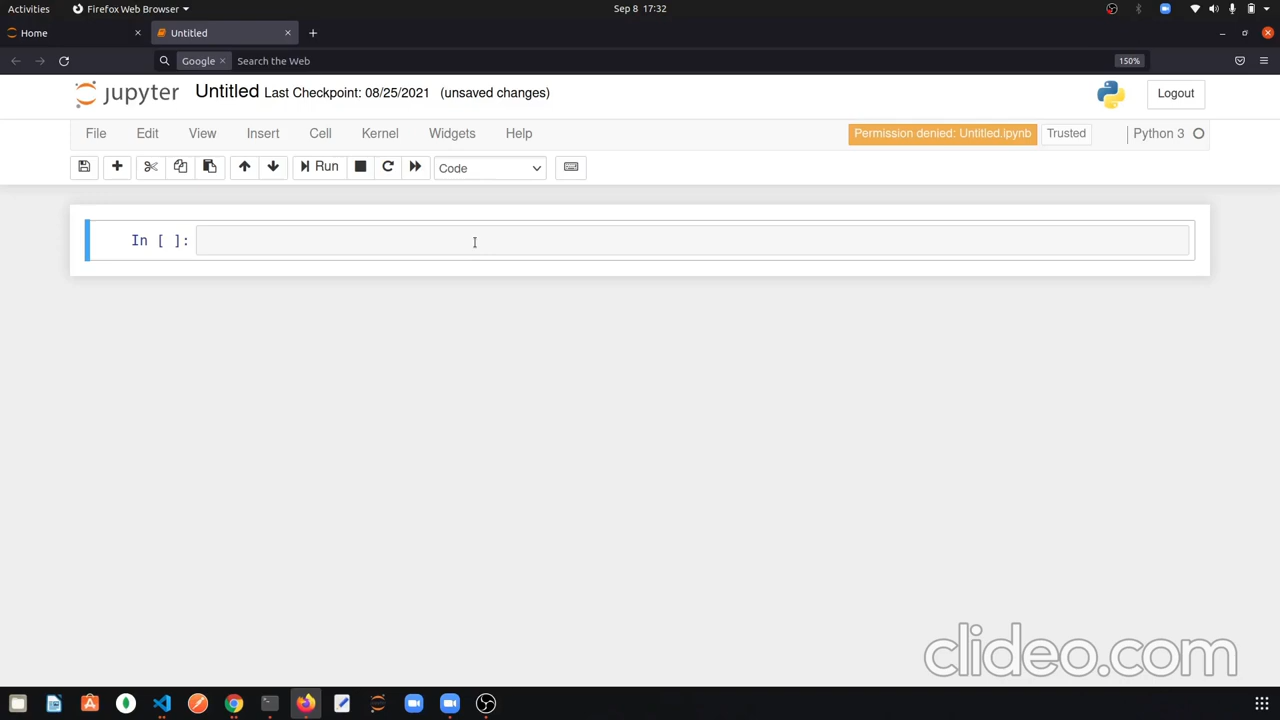 Activities Firefox Web Browser Sep 8 17:32
Home Untitled
Google Search the Web 150%
jupyter Untitled Last Checkpoint: 08/25/2021 (unsaved changes) Logout
File Edit View Insert Cell Kernel Widgets Help Permission denied: Untitled.ipynb Trusted Python 3
Run Code
In [ ]:
clideo.com